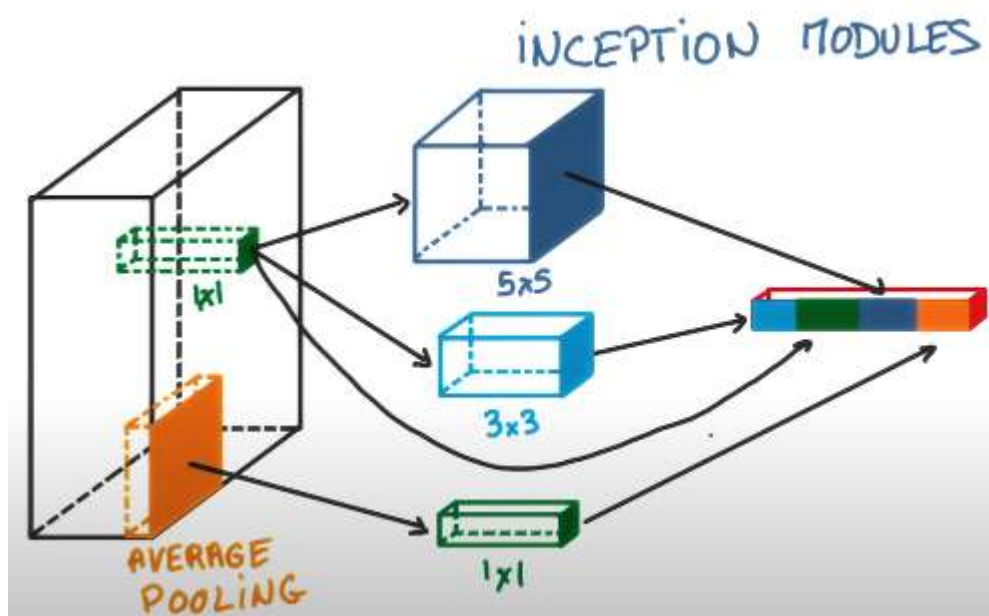 INCEPTION MODULES
1x1
5x5
3x3
AVERAGE
POOLING
1x1